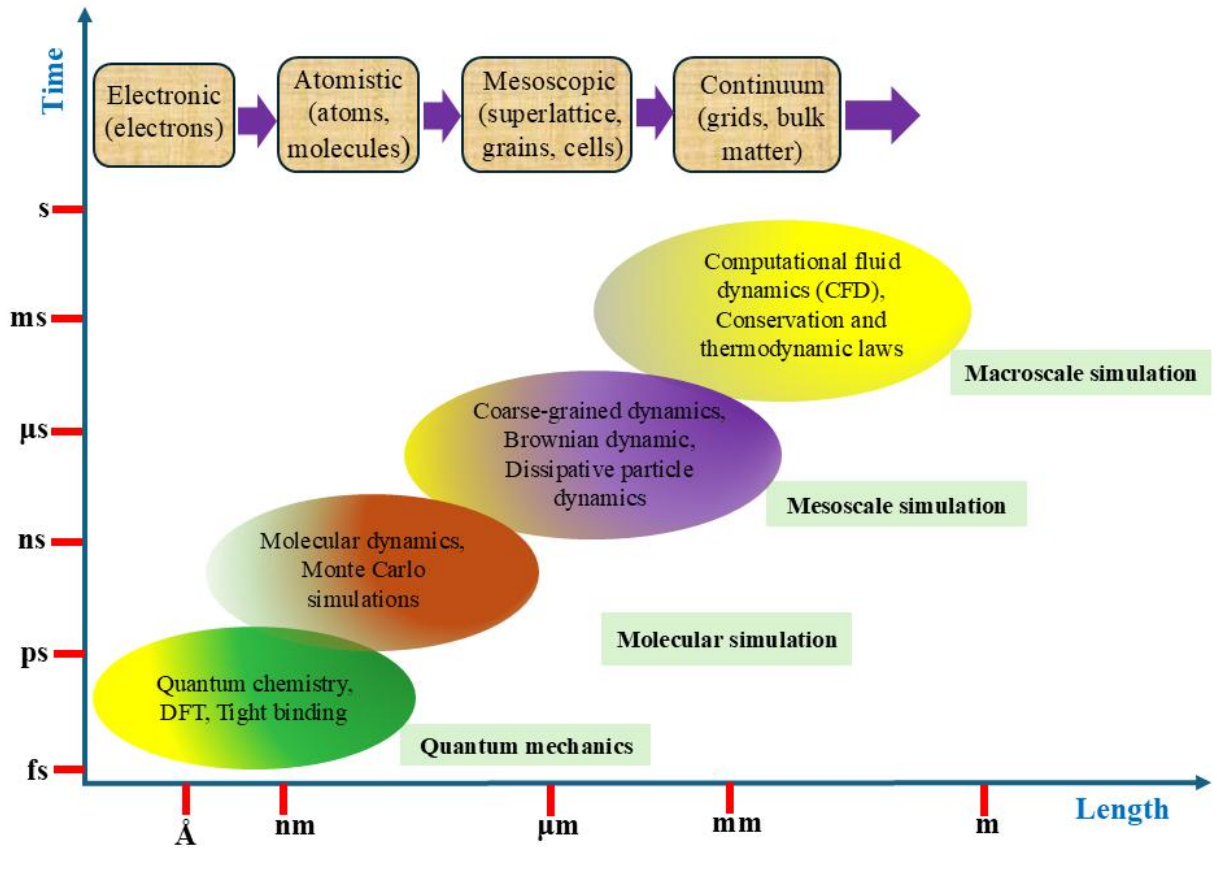 Time
Electronic
(electrons)
Atomistic
(atoms,
molecules)
Mesoscopic
(superlattice,
grains, cells)
Continuum
(grids, bulk
matter)
s
ms
μs
ns
ps
fs
Computational fluid
dynamics (CFD),
Conservation and
thermodynamic laws
Macroscale simulation
Coarse-grained dynamics,
Brownian dynamic,
Dissipative particle
dynamics
Mesoscale simulation
Molecular dynamics,
Monte Carlo
simulations
Molecular simulation
Quantum chemistry,
DFT, Tight binding
Quantum mechanics
Å
nm
μm
mm
m
Length